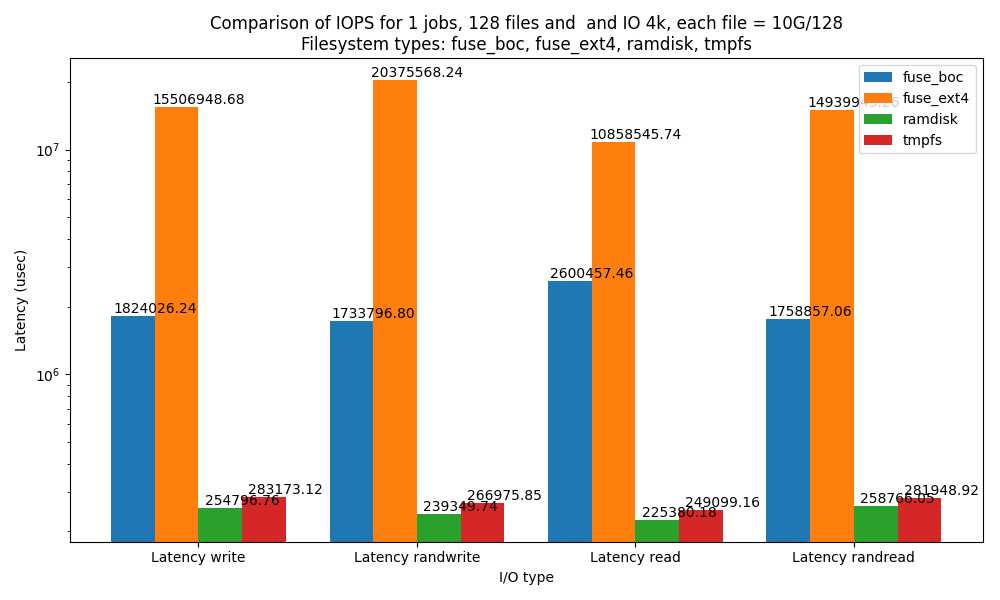 Comparison of IOPS for 1 jobs, 128 files and  and IO 4k, each file = 10G/128
Filesystem types: fuse_boc, fuse_ext4, ramdisk, tmpfs
fuse_boc
fuse_ext4
ramdisk
tmpfs
Latency (usec)
10^7
10^6
1824026.24
15506948.68
254796.76
283173.12
1733796.80
20375568.24
239349.74
266975.85
2600457.46
10858545.74
225380.18
249099.16
1758857.06
258766.05
281948.92
Latency write
Latency randwrite
Latency read
Latency randread
I/O type